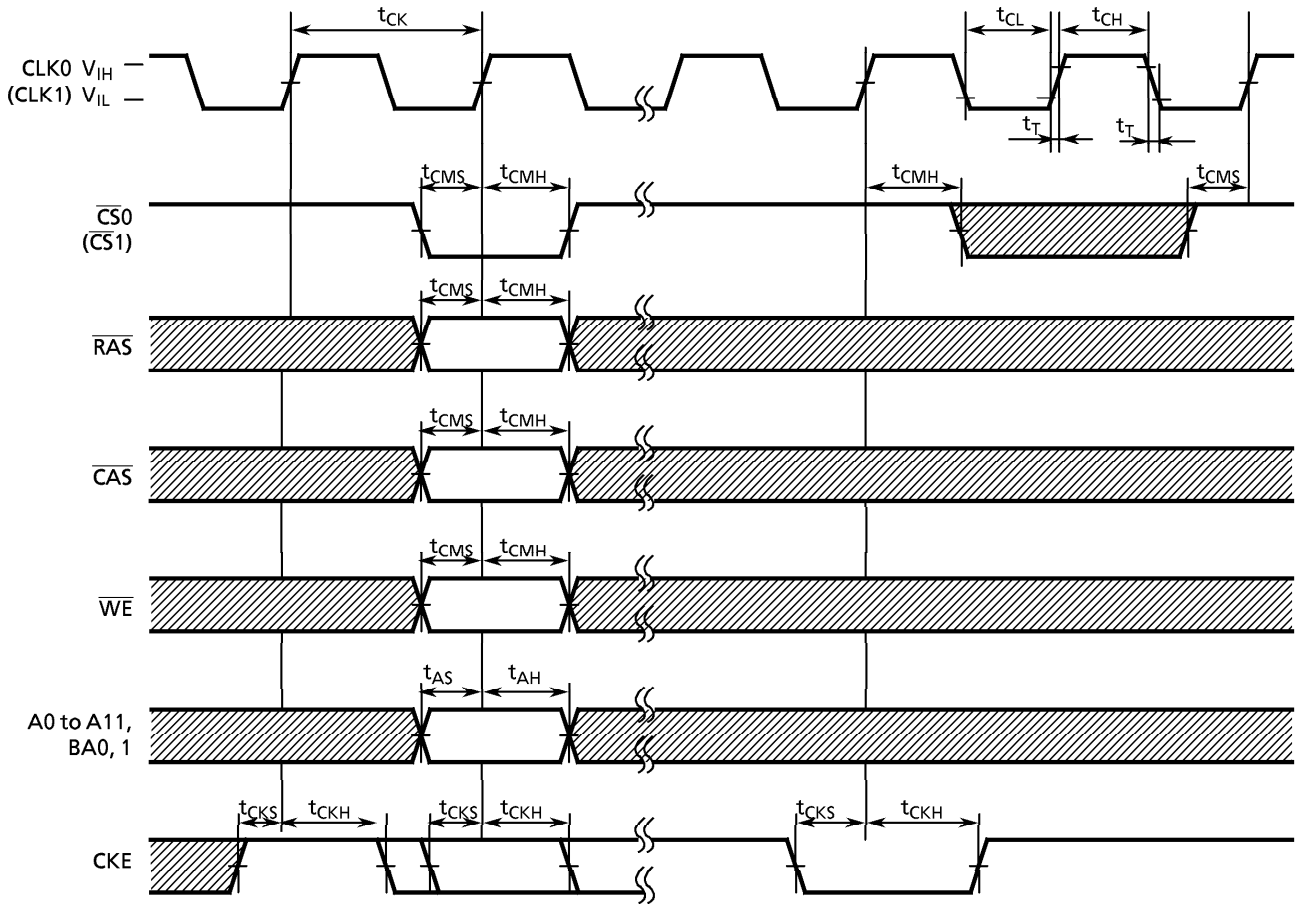 tCK
tCL
tCH
CLK0 VIH
(CLK1) VIL
tT
tT
tCMS
tCMH
tCMH
tCMS
CS0
(CS1)
tCMS
tCMH
RAS
tCMS
tCMH
CAS
tCMS
tCMH
WE
tAS
tAH
A0 to A11,
BA0, 1
tCKS
tCKH
tCKS
tCKH
tCKS
tCKH
CKE